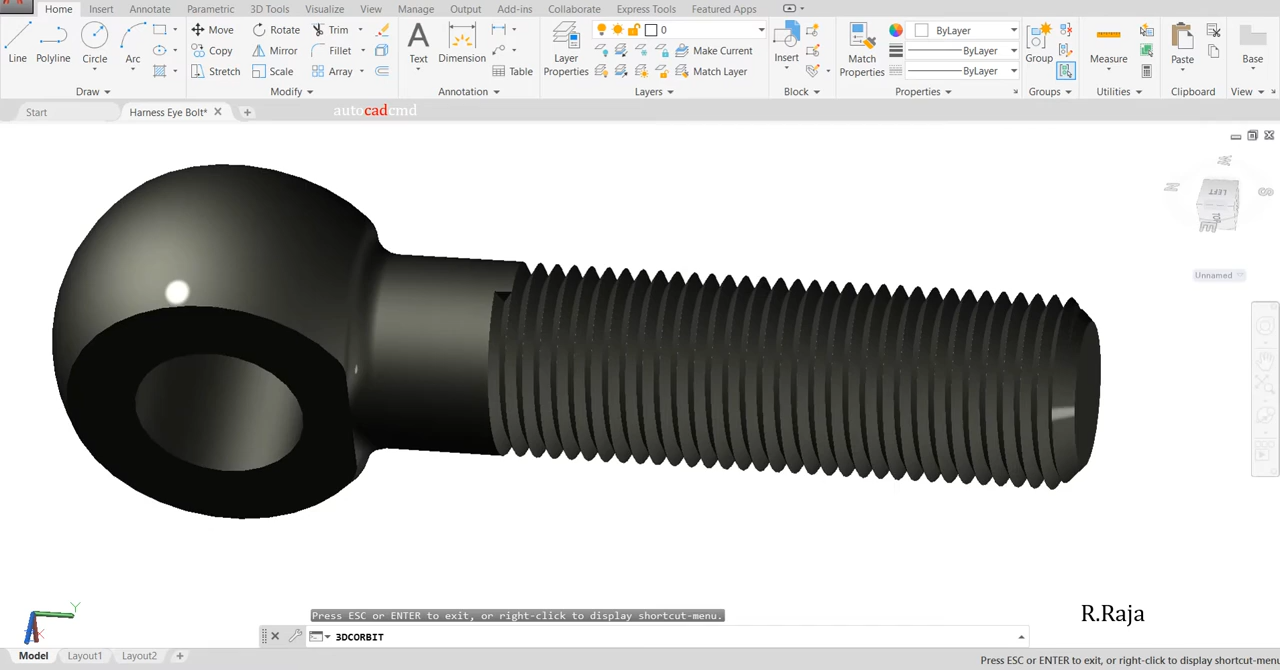 Home Insert Annotate Parametric 3D Tools Visualize View Manage Output Add-ins Collaborate Express Tools Featured Apps
Line
Polyline
Circle
Arc
Draw
Move Rotate Trim
Copy Mirror Fillet
Stretch Scale Array
Modify
Text
Dimension
Table
Annotation
Layer
Properties
0
Make Current
Match Layer
Layers
Insert
Block
Match
Properties
ByLayer
ByLayer
ByLayer
Properties
Group
Groups
Measure
Utilities
Paste
Clipboard
Base
View
Start Harness Eye Bolt*
autocadcmd
LEFT
Unnamed
Y
X
Press ESC or ENTER to exit, or right-click to display shortcut-menu.
3DCORBIT
R.Raja
Model Layout1 Layout2
Press ESC or ENTER to exit, or right-click to display shortcut-menu